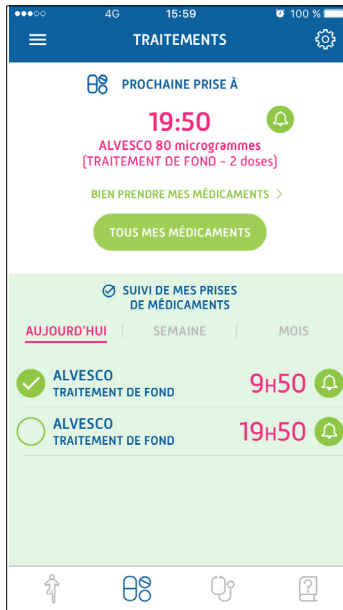 4G 15:59 100 %
TRAITEMENTS
PROCHAINE PRISE À
19:50
ALVESCO 80 microgrammes
(TRAITEMENT DE FOND - 2 doses)
BIEN PRENDRE MES MÉDICAMENTS >
TOUS MES MÉDICAMENTS
SUIVI DE MES PRISES
DE MÉDICAMENTS
AUJOURD'HUI SEMAINE MOIS
ALVESCO
TRAITEMENT DE FOND
9H50
ALVESCO
TRAITEMENT DE FOND
19H50
?